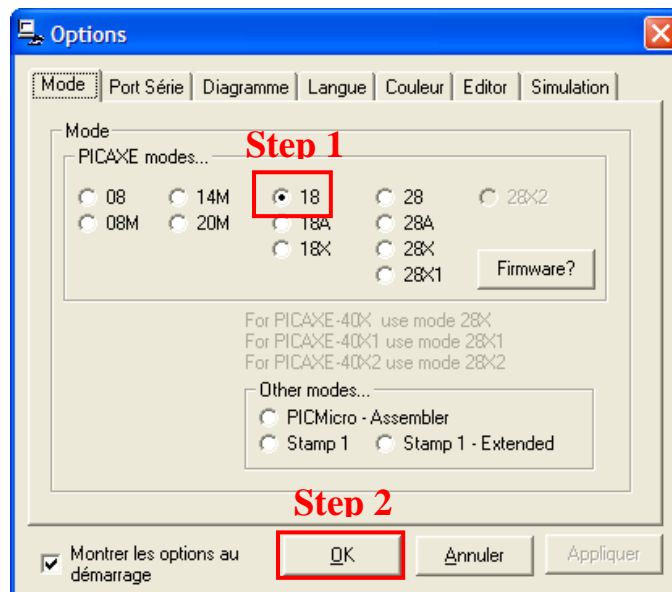 Options
Mode Port Série Diagramme Langue Couleur Editor Simulation
Mode
PICAXE modes...
Step 1
08 14M 18 28 28X2
08M 20M 18A 28A
18X 28X
28X1 Firmware?
For PICAXE-40X use mode 28X
For PICAXE-40X1 use mode 28X1
For PICAXE-40X2 use mode 28X2
Other modes...
PICMicro - Assembler
Stamp 1 Stamp 1 - Extended
Step 2
Montrer les options au
démarrage
OK Annuler Appliquer